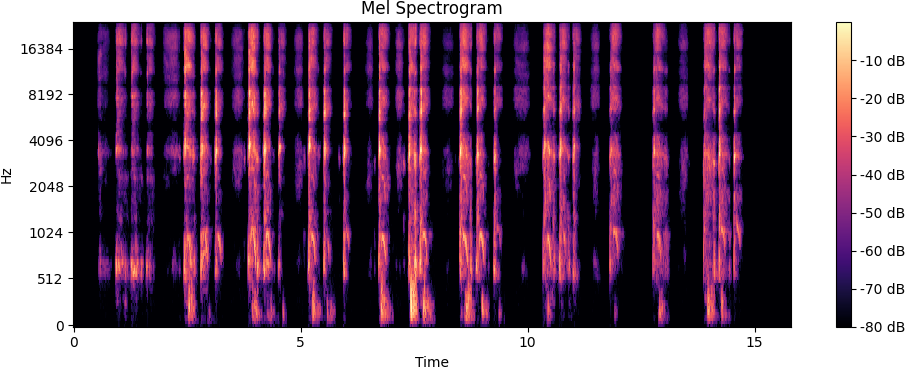 Mel Spectrogram
Hz
16384
8192
4096
2048
1024
512
0
0 5 10 15
Time
-10 dB
-20 dB
-30 dB
-40 dB
-50 dB
-60 dB
-70 dB
-80 dB